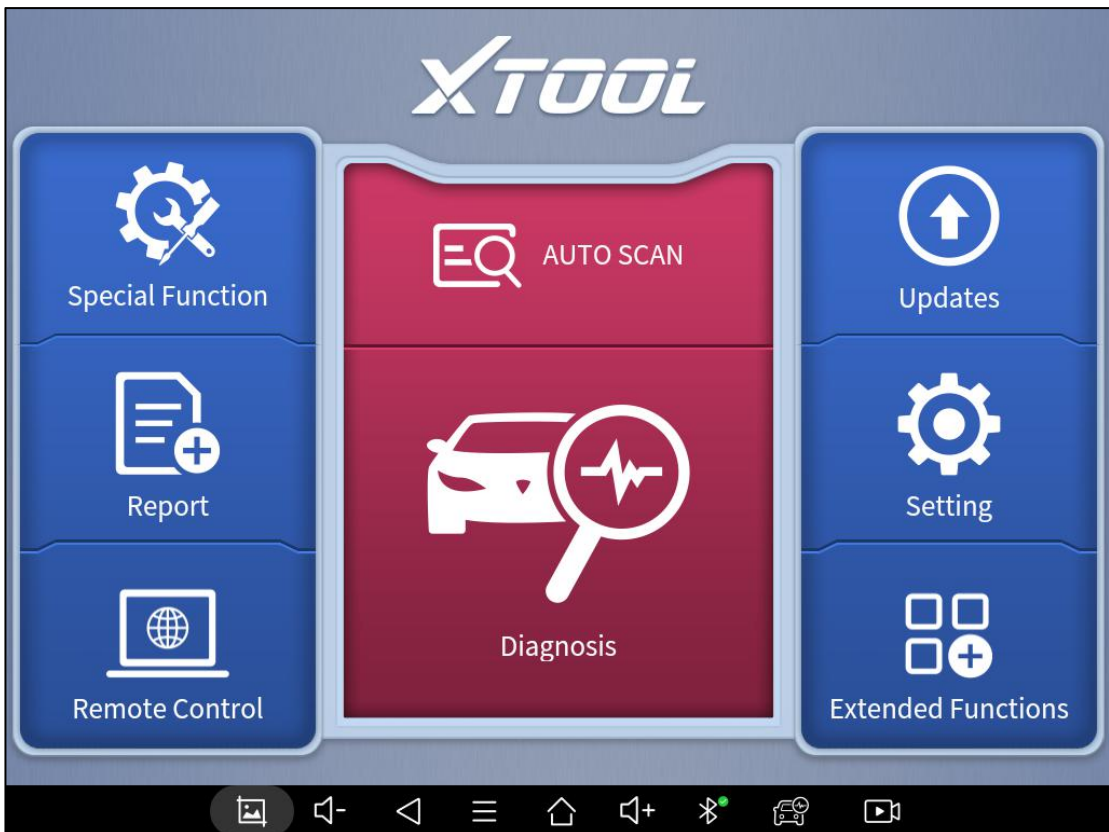 XTOOL
Special Function
AUTO SCAN
Updates
Report
Diagnosis
Setting
Remote Control
Extended Functions